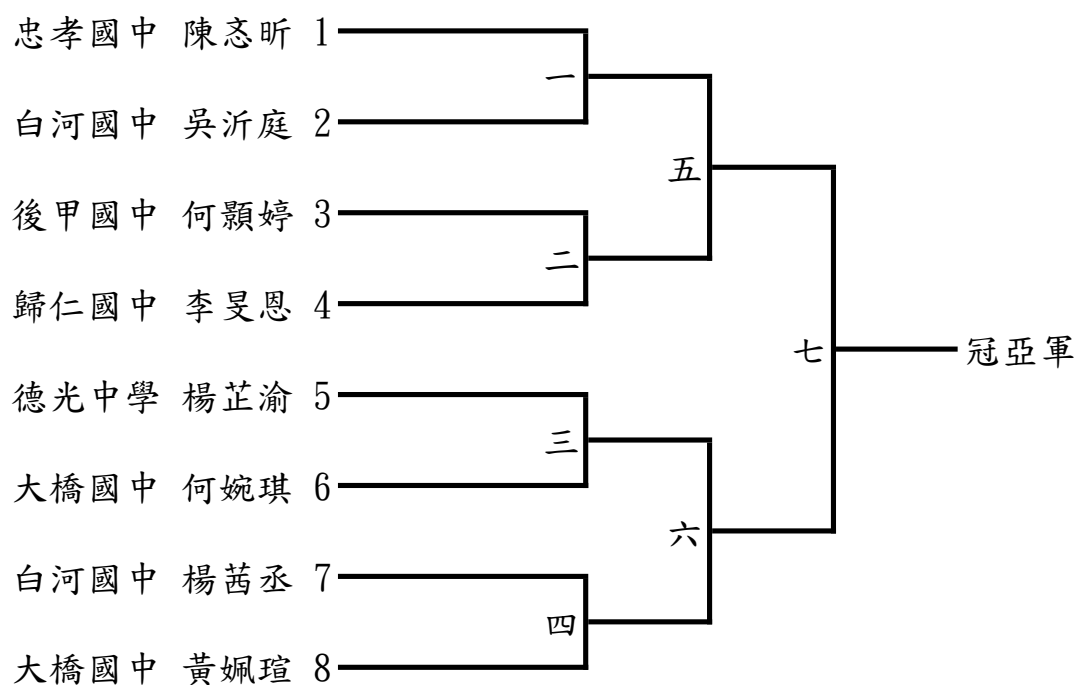 忠孝國中 陳忞昕 1
一
白河國中 吳沂庭 2
五
後甲國中 何顥婷 3
二
歸仁國中 李旻恩 4
七
冠亞軍
德光中學 楊芷渝 5
三
大橋國中 何婉琪 6
六
白河國中 楊茜丞 7
四
大橋國中 黃姵瑄 8